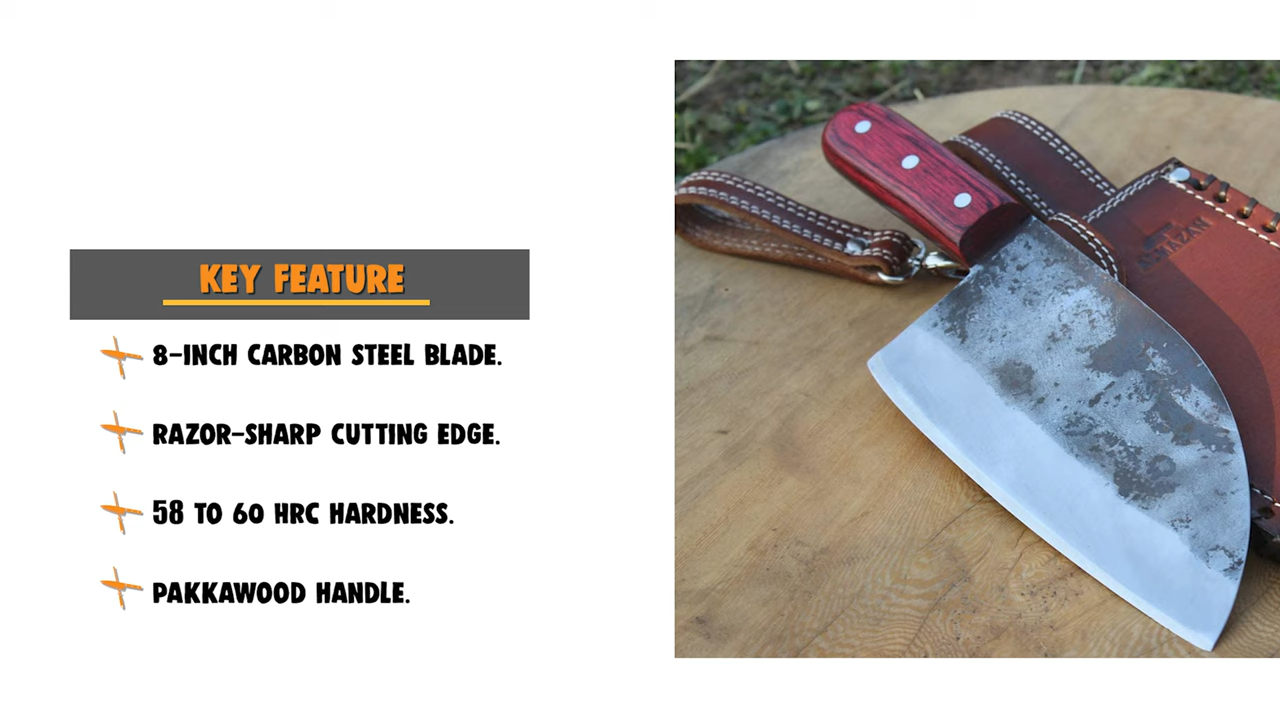 KEY FEATURE
8-INCH CARBON STEEL BLADE.
RAZOR-SHARP CUTTING EDGE.
58 TO 60 HRC HARDNESS.
PAKKAWOOD HANDLE.